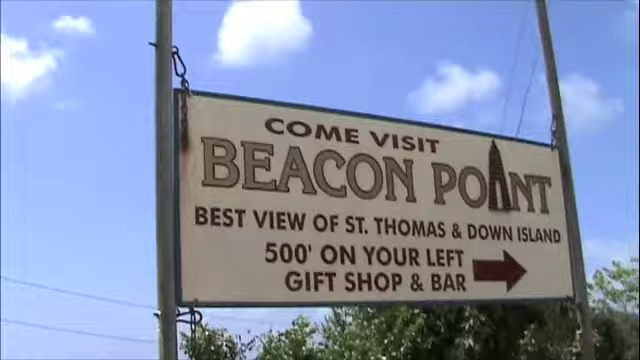 COME VISIT
BEACON POINT
BEST VIEW OF ST. THOMAS & DOWN ISLAND
500' ON YOUR LEFT
GIFT SHOP & BAR